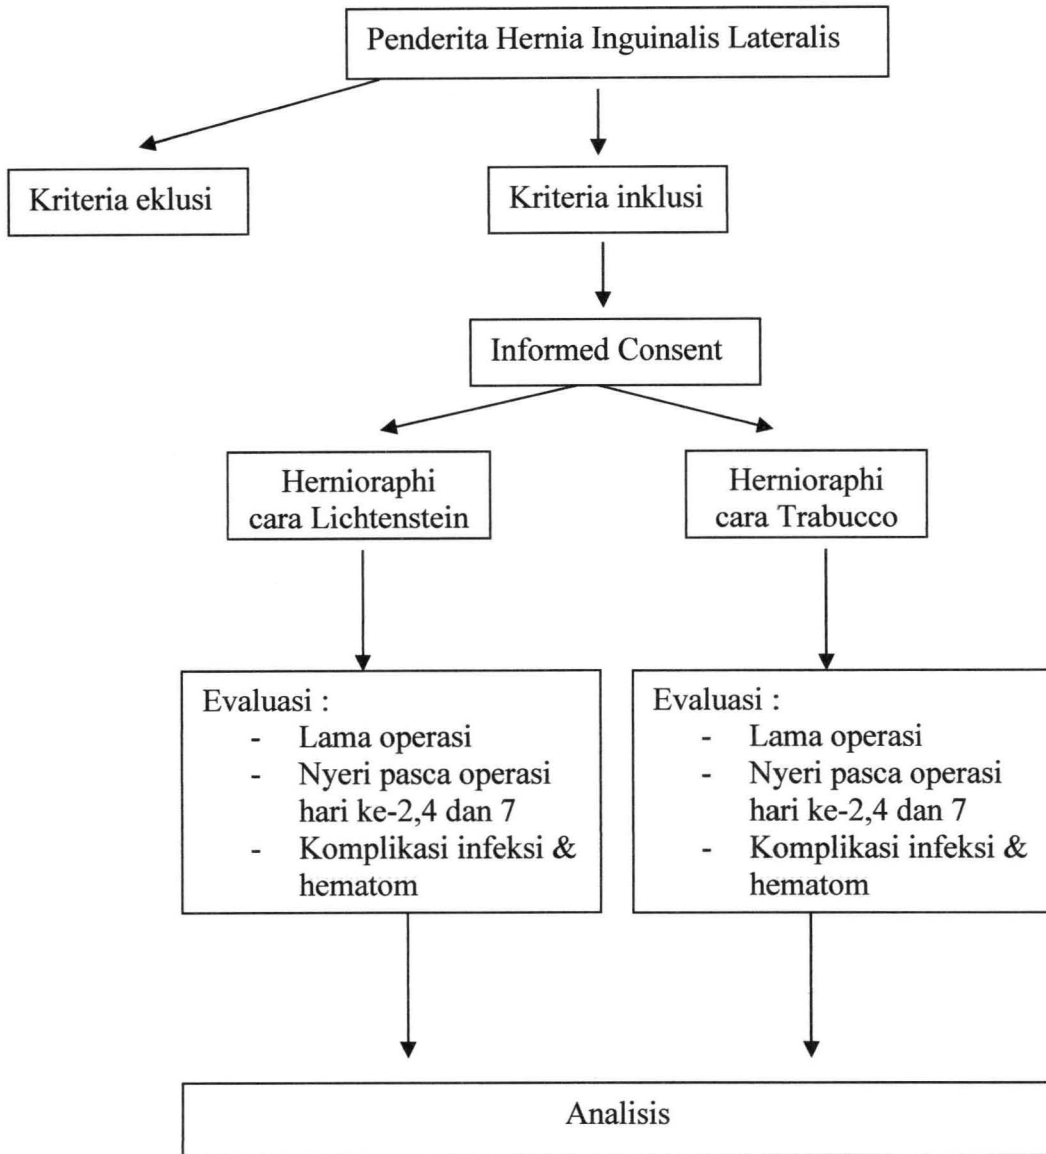 Penderita Hernia Inguinalis Lateralis
Kriteria eklusi
Kriteria inklusi
Informed Consent
Hernioraphi
cara Lichtenstein
Hernioraphi
cara Trabucco
Evaluasi :
- Lama operasi
- Nyeri pasca operasi
hari ke-2,4 dan 7
- Komplikasi infeksi &
hematom
Evaluasi :
- Lama operasi
- Nyeri pasca operasi
hari ke-2,4 dan 7
- Komplikasi infeksi &
hematom
Analisis